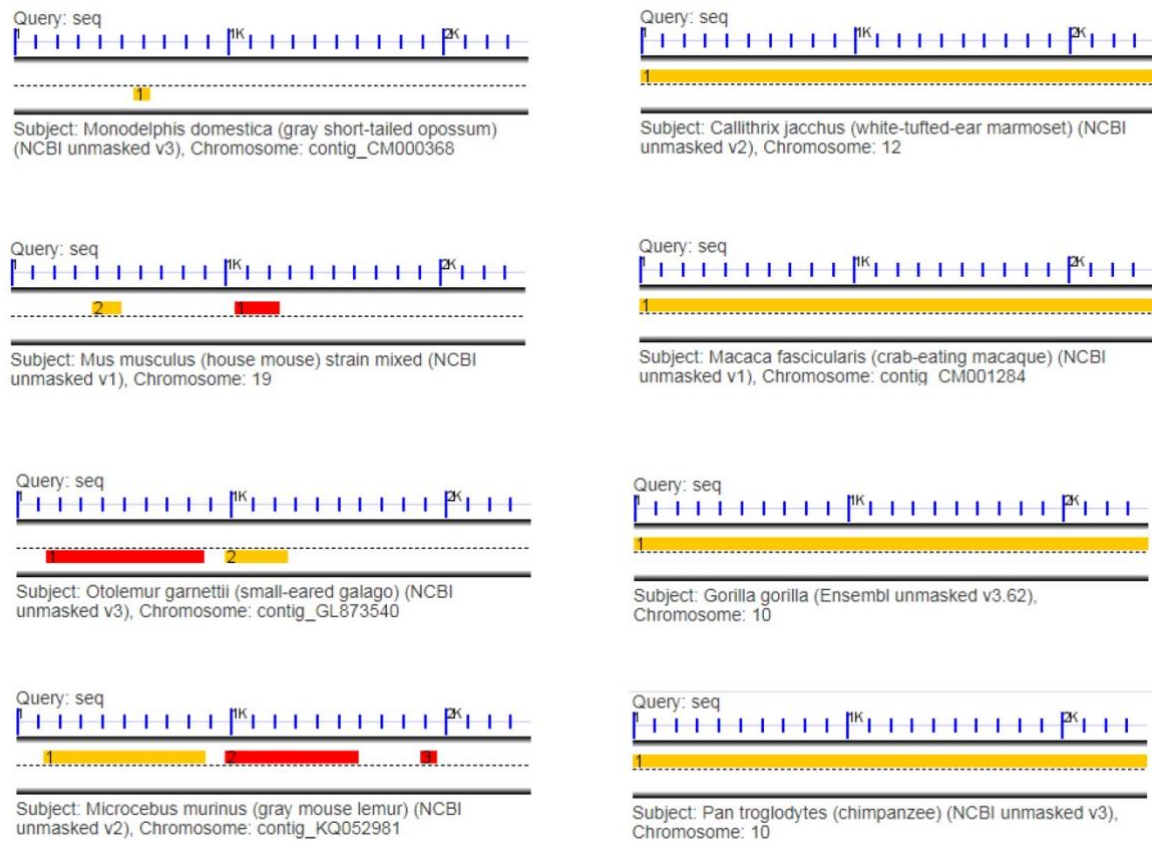 Query: seq
1 1K 2K
1
Subject: Monodelphis domestica (gray short-tailed opossum)
(NCBI unmasked v3), Chromosome: contig_CM000368
Query: seq
1 1K 2K
2 1
Subject: Mus musculus (house mouse) strain mixed (NCBI
unmasked v1), Chromosome: 19
Query: seq
1 1K 2K
1 2
Subject: Otolemur garnettii (small-eared galago) (NCBI
unmasked v3), Chromosome: contig_GL873540
Query: seq
1 1K 2K
1 2 3
Subject: Microcebus murinus (gray mouse lemur) (NCBI
unmasked v2), Chromosome: contig_KQ052981
Query: seq
1 1K 2K
1
Subject: Callithrix jacchus (white-tufted-ear marmoset) (NCBI
unmasked v2), Chromosome: 12
Query: seq
1 1K 2K
1
Subject: Macaca fascicularis (crab-eating macaque) (NCBI
unmasked v1), Chromosome: contig_CM001284
Query: seq
1 1K 2K
1
Subject: Gorilla gorilla (Ensembl unmasked v3.62),
Chromosome: 10
Query: seq
1 1K 2K
1
Subject: Pan troglodytes (chimpanzee) (NCBI unmasked v3),
Chromosome: 10